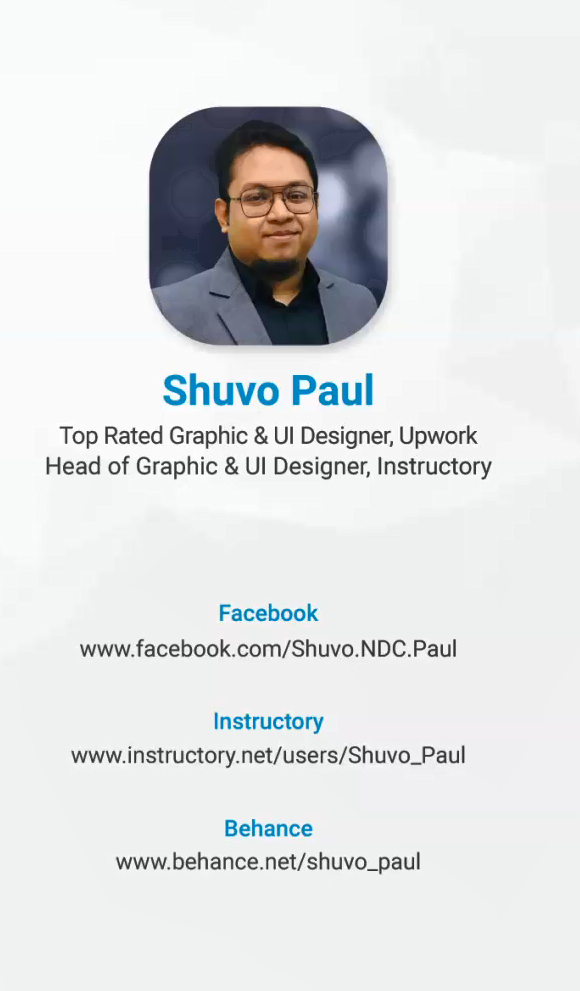 Shuvo Paul
Top Rated Graphic & UI Designer, Upwork
Head of Graphic & UI Designer, Instructory
Facebook
www.facebook.com/Shuvo.NDC.Paul
Instructory
www.instructory.net/users/Shuvo_Paul
Behance
www.behance.net/shuvo_paul